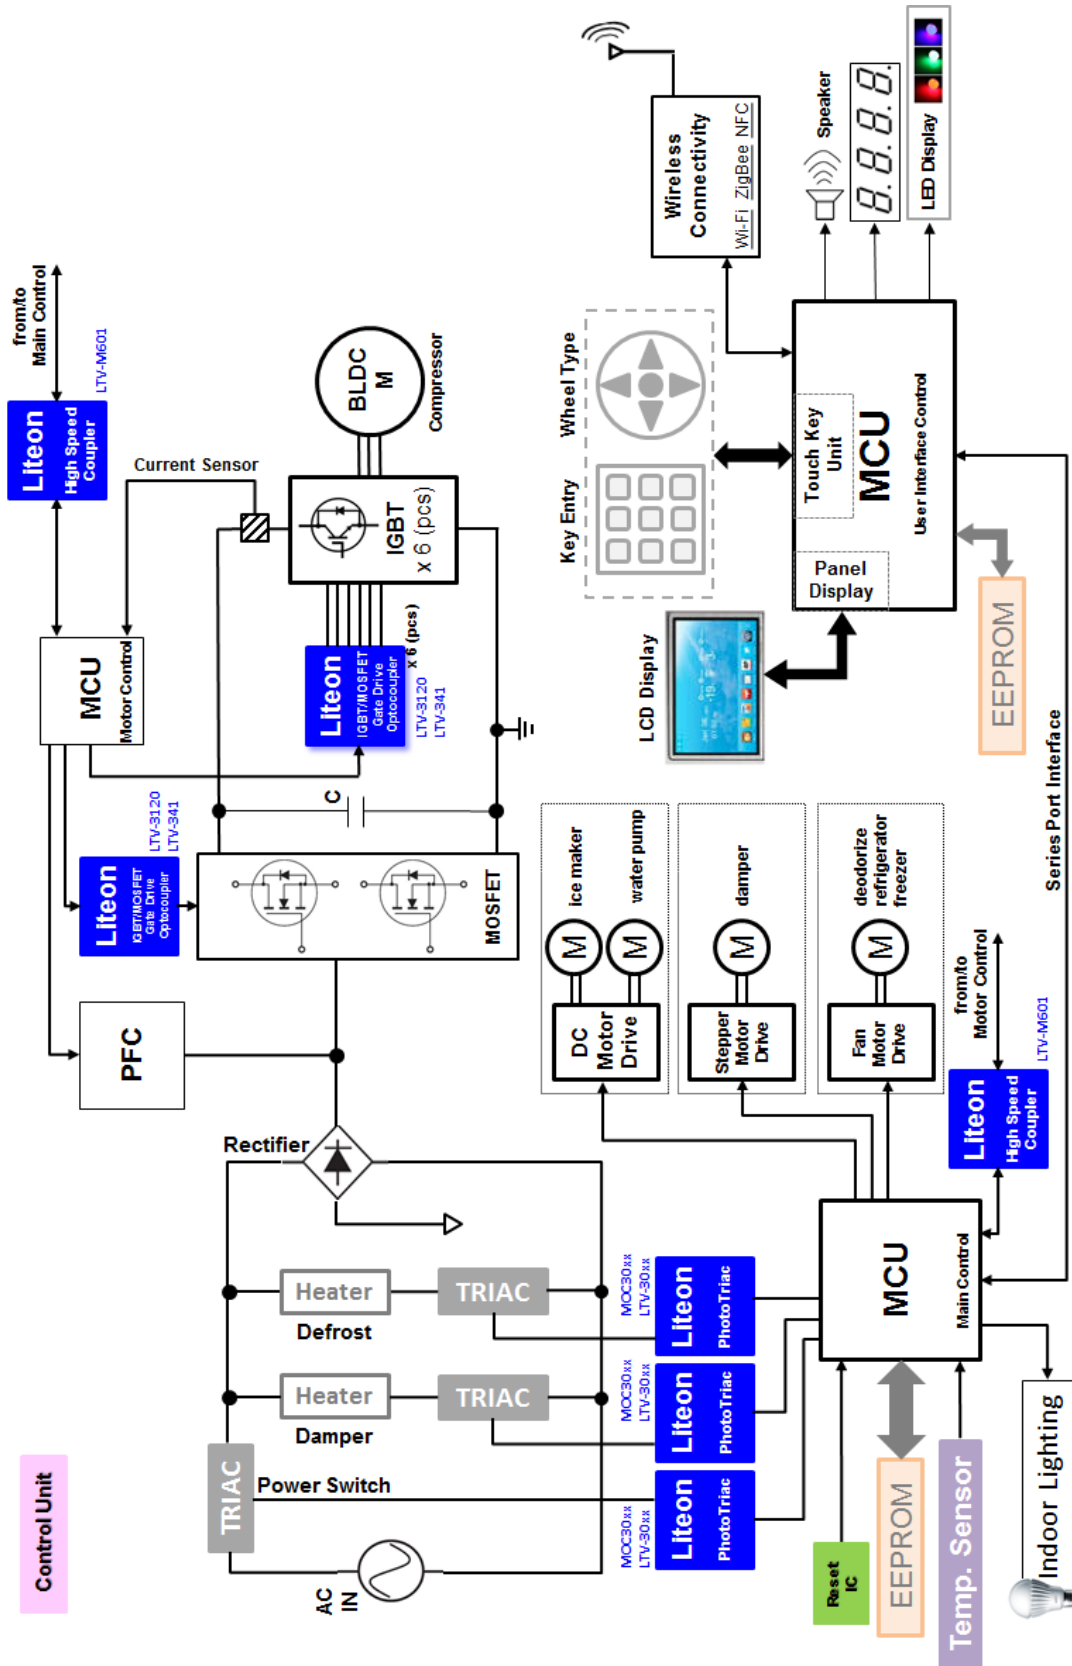 Control Unit
AC
IN
TRIAC
Power Switch
Heater
Damper
TRIAC
Heater
Defrost
TRIAC
Rectifier
PFC
MOSFET
C
Liteon
IGBT/MOSFET
Gate Drive
Optocoupler
LTV-3120
LTV-341
MCU
Motor Control
Liteon
High Speed
Coupler
LTV-M601
from/to
Main Control
Current Sensor
Liteon
IGBT/MOSFET
Gate Drive
Optocoupler
x 6 (pcs)
LTV-3120
LTV-341
IGBT
x 6 (pcs)
BLDC
M
Compressor
MOC30xx
LTV-30xx
Liteon
PhotoTriac
MOC30xx
LTV-30xx
Liteon
PhotoTriac
MOC30xx
LTV-30xx
Liteon
PhotoTriac
Reset
IC
EEPROM
Temp. Sensor
Indoor Lighting
MCU
Main Control
Liteon
High Speed
Coupler
LTV-M601
from/to
Motor Control
DC
Motor
Drive
M
ice maker
M
water pump
Stepper
Motor
Drive
M
damper
Fan
Motor
Drive
M
deodorize
refrigerator
freezer
Series Port Interface
LCD Display
Key Entry
Wheel Type
Panel
Display
Touch Key
Unit
MCU
User Interface Control
EEPROM
Wireless
Connectivity
Wi-Fi ZigBee NFC
Speaker
8.8.8.8.
LED Display